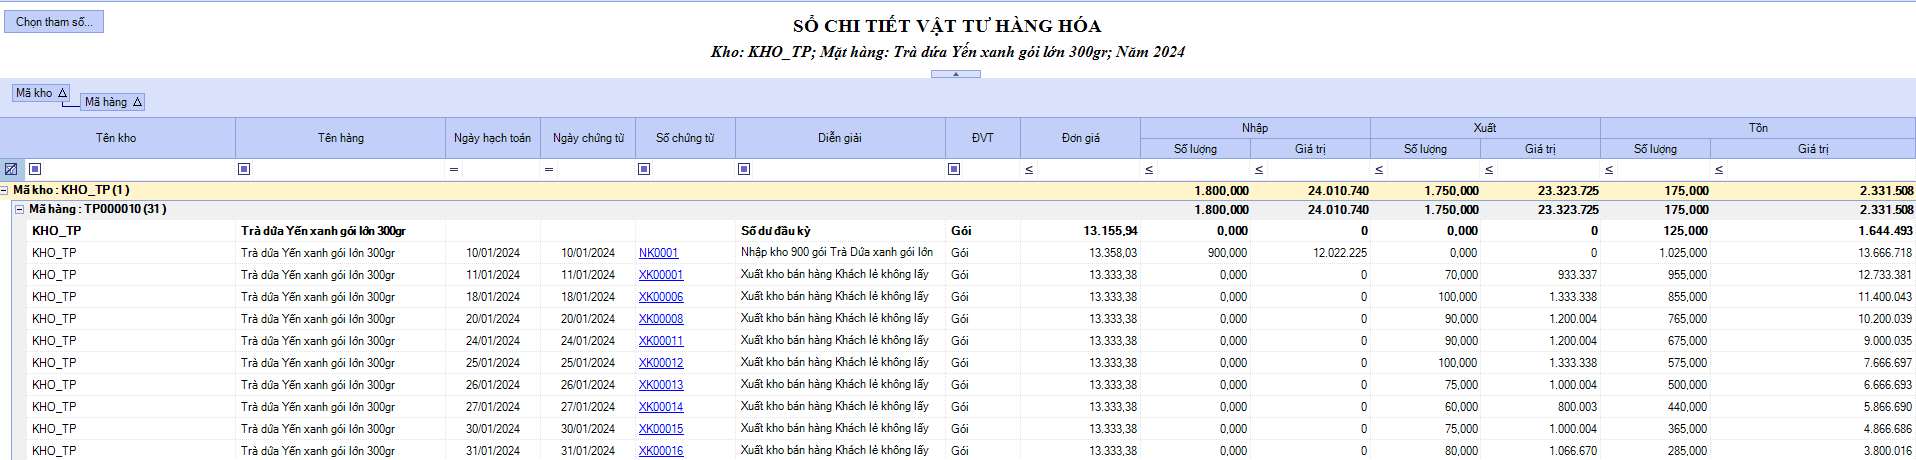 Chọn tham số...
SỔ CHI TIẾT VẬT TƯ HÀNG HÓA
Kho: KHO_TP; Mặt hàng: Trà dứa Yến xanh gói lớn 300gr; Năm 2024
Mã kho △
Mã hàng △
Tên kho Tên hàng Ngày hạch toán Ngày chứng từ Số chứng từ Diễn giải ĐVT Đơn giá Nhập Xuất Tồn
Số lượng Giá trị Số lượng Giá trị Số lượng Giá trị
= = ≤ ≤ ≤ ≤ ≤ ≤ ≤
Mã kho : KHO_TP (1 ) 1.800,000 24.010.740 1.750,000 23.323.725 175,000 2.331.508
Mã hàng : TP000010 (31 ) 1.800,000 24.010.740 1.750,000 23.323.725 175,000 2.331.508
KHO_TP Trà dứa Yến xanh gói lớn 300gr Số dư đầu kỳ Gói 13.155,94 0,000 0 0,000 0 125,000 1.644.493
KHO_TP Trà dứa Yến xanh gói lớn 300gr 10/01/2024 10/01/2024 NK0001 Nhập kho 900 gói Trà Dứa xanh gói lớn Gói 13.358,03 900,000 12.022.225 0,000 0 1.025,000 13.666.718
KHO_TP Trà dứa Yến xanh gói lớn 300gr 11/01/2024 11/01/2024 XK00001 Xuất kho bán hàng Khách lẻ không lấy Gói 13.333,38 0,000 0 70,000 933.337 955,000 12.733.381
KHO_TP Trà dứa Yến xanh gói lớn 300gr 18/01/2024 18/01/2024 XK00006 Xuất kho bán hàng Khách lẻ không lấy Gói 13.333,38 0,000 0 100,000 1.333.338 855,000 11.400.043
KHO_TP Trà dứa Yến xanh gói lớn 300gr 20/01/2024 20/01/2024 XK00008 Xuất kho bán hàng Khách lẻ không lấy Gói 13.333,38 0,000 0 90,000 1.200.004 765,000 10.200.039
KHO_TP Trà dứa Yến xanh gói lớn 300gr 24/01/2024 24/01/2024 XK00011 Xuất kho bán hàng Khách lẻ không lấy Gói 13.333,38 0,000 0 90,000 1.200.004 675,000 9.000.035
KHO_TP Trà dứa Yến xanh gói lớn 300gr 25/01/2024 25/01/2024 XK00012 Xuất kho bán hàng Khách lẻ không lấy Gói 13.333,38 0,000 0 100,000 1.333.338 575,000 7.666.697
KHO_TP Trà dứa Yến xanh gói lớn 300gr 26/01/2024 26/01/2024 XK00013 Xuất kho bán hàng Khách lẻ không lấy Gói 13.333,38 0,000 0 75,000 1.000.004 500,000 6.666.693
KHO_TP Trà dứa Yến xanh gói lớn 300gr 27/01/2024 27/01/2024 XK00014 Xuất kho bán hàng Khách lẻ không lấy Gói 13.333,38 0,000 0 60,000 800.003 440,000 5.866.690
KHO_TP Trà dứa Yến xanh gói lớn 300gr 30/01/2024 30/01/2024 XK00015 Xuất kho bán hàng Khách lẻ không lấy Gói 13.333,38 0,000 0 75,000 1.000.004 365,000 4.866.686
KHO_TP Trà dứa Yến xanh gói lớn 300gr 31/01/2024 31/01/2024 XK00016 Xuất kho bán hàng Khách lẻ không lấy Gói 13.333,38 0,000 0 80,000 1.066.670 285,000 3.800.016